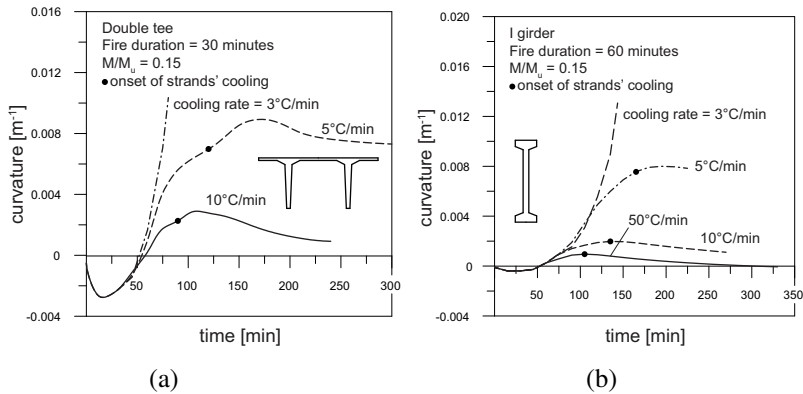 0.016
Double tee
Fire duration = 30 minutes
M/Mu = 0.15
onset of strands' cooling
cooling rate = 3°C/min
0.012
5°C/min
0.008
10°C/min
0.004
0
-0.004
curvature [m⁻¹]
0 50 100 150 200 250 300
time [min]
(a)
0.020
I girder
Fire duration = 60 minutes
M/Mu = 0.15
onset of strands' cooling
cooling rate = 3°C/min
0.016
0.012
5°C/min
0.008
50°C/min
0.004
10°C/min
0.002
0
-0.004
curvature [m⁻¹]
50 100 150 200 250 300 350
time [min]
(b)